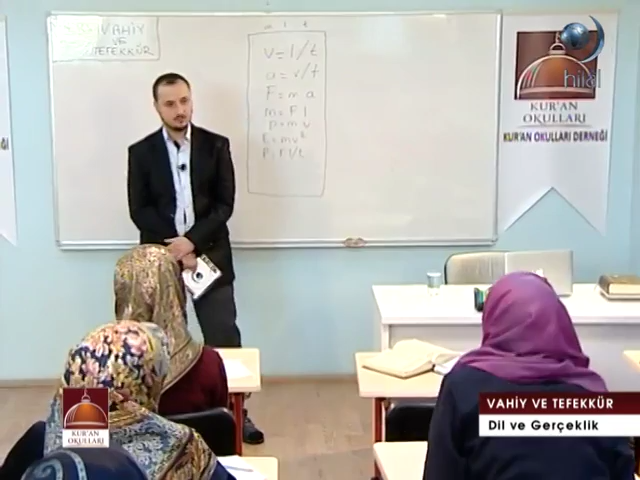 VAHİY
VE
TEFEKKÜR
m l t
v = l/t
a = v/t
F = m a
p = m v
hilal
KUR'AN
OKULLARI
KUR'AN OKULLARI DERNEĞİ
KUR'AN
OKULLARI
VAHİY VE TEFEKKÜR
Dil ve Gerçeklik